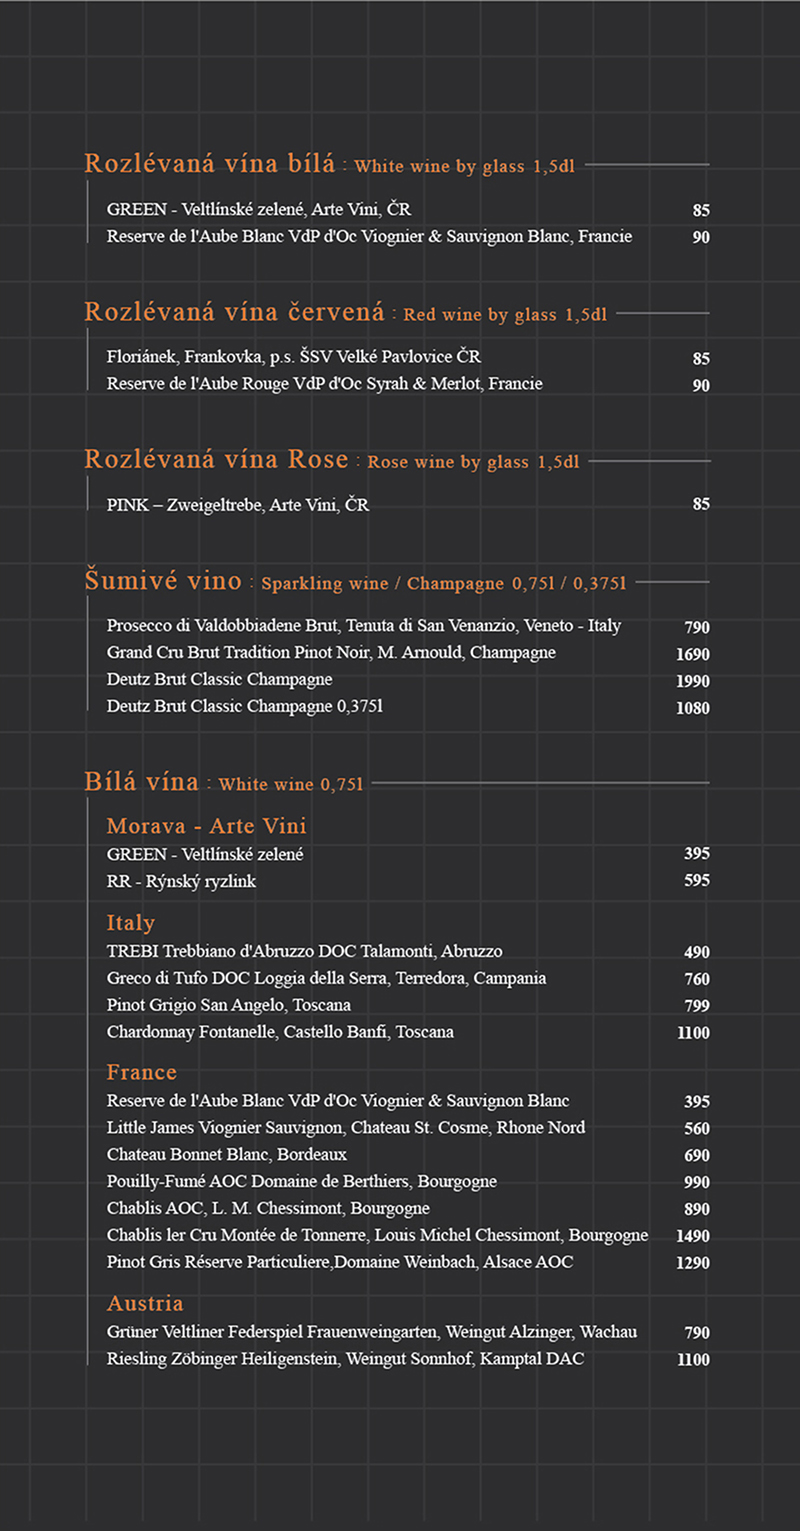 Rozlévaná vína bílá : White wine by glass 1,5dl
GREEN - Veltlínské zelené, Arte Vini, ČR 85
Reserve de l'Aube Blanc VdP d'Oc Viognier & Sauvignon Blanc, Francie 90
Rozlévaná vína červená : Red wine by glass 1,5dl
Floriánek, Frankovka, p.s. ŠSV Velké Pavlovice ČR 85
Reserve de l'Aube Rouge VdP d'Oc Syrah & Merlot, Francie 90
Rozlévaná vína Rose : Rose wine by glass 1,5dl
PINK – Zweigeltrebe, Arte Vini, ČR 85
Šumivé vino : Sparkling wine / Champagne 0,75l / 0,375l
Prosecco di Valdobbiadene Brut, Tenuta di San Venanzio, Veneto - Italy 790
Grand Cru Brut Tradition Pinot Noir, M. Arnould, Champagne 1690
Deutz Brut Classic Champagne 1990
Deutz Brut Classic Champagne 0,375l 1080
Bílá vína : White wine 0,75l
Morava - Arte Vini
GREEN - Veltlínské zelené 395
RR - Rýnský ryzlink 595
Italy
TREBI Trebbiano d'Abruzzo DOC Talamonti, Abruzzo 490
Greco di Tufo DOC Loggia della Serra, Terredora, Campania 760
Pinot Grigio San Angelo, Toscana 799
Chardonnay Fontanelle, Castello Banfi, Toscana 1100
France
Reserve de l'Aube Blanc VdP d'Oc Viognier & Sauvignon Blanc 395
Little James Viognier Sauvignon, Chateau St. Cosme, Rhone Nord 560
Chateau Bonnet Blanc, Bordeaux 690
Pouilly-Fumé AOC Domaine de Berthiers, Bourgogne 990
Chablis AOC, L. M. Chessimont, Bourgogne 890
Chablis ler Cru Montée de Tonnerre, Louis Michel Chessimont, Bourgogne 1490
Pinot Gris Réserve Particuliere,Domaine Weinbach, Alsace AOC 1290
Austria
Grüner Veltliner Federspiel Frauenweingarten, Weingut Alzinger, Wachau 790
Riesling Zöbinger Heiligenstein, Weingut Sonnhof, Kamptal DAC 1100